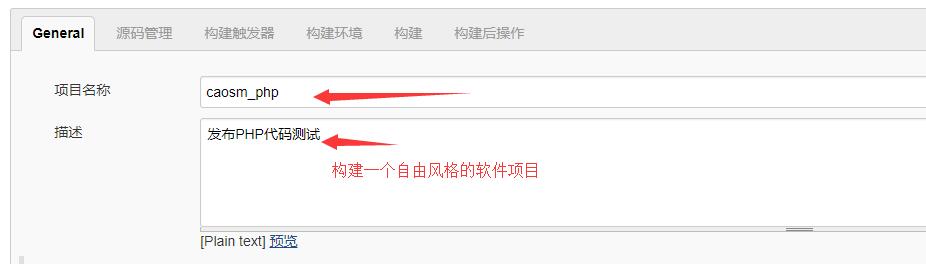 General 源码管理 构建触发器 构建环境 构建 构建后操作
项目名称 caosm_php
描述 发布PHP代码测试
构建一个自由风格的软件项目
[Plain text] 预览